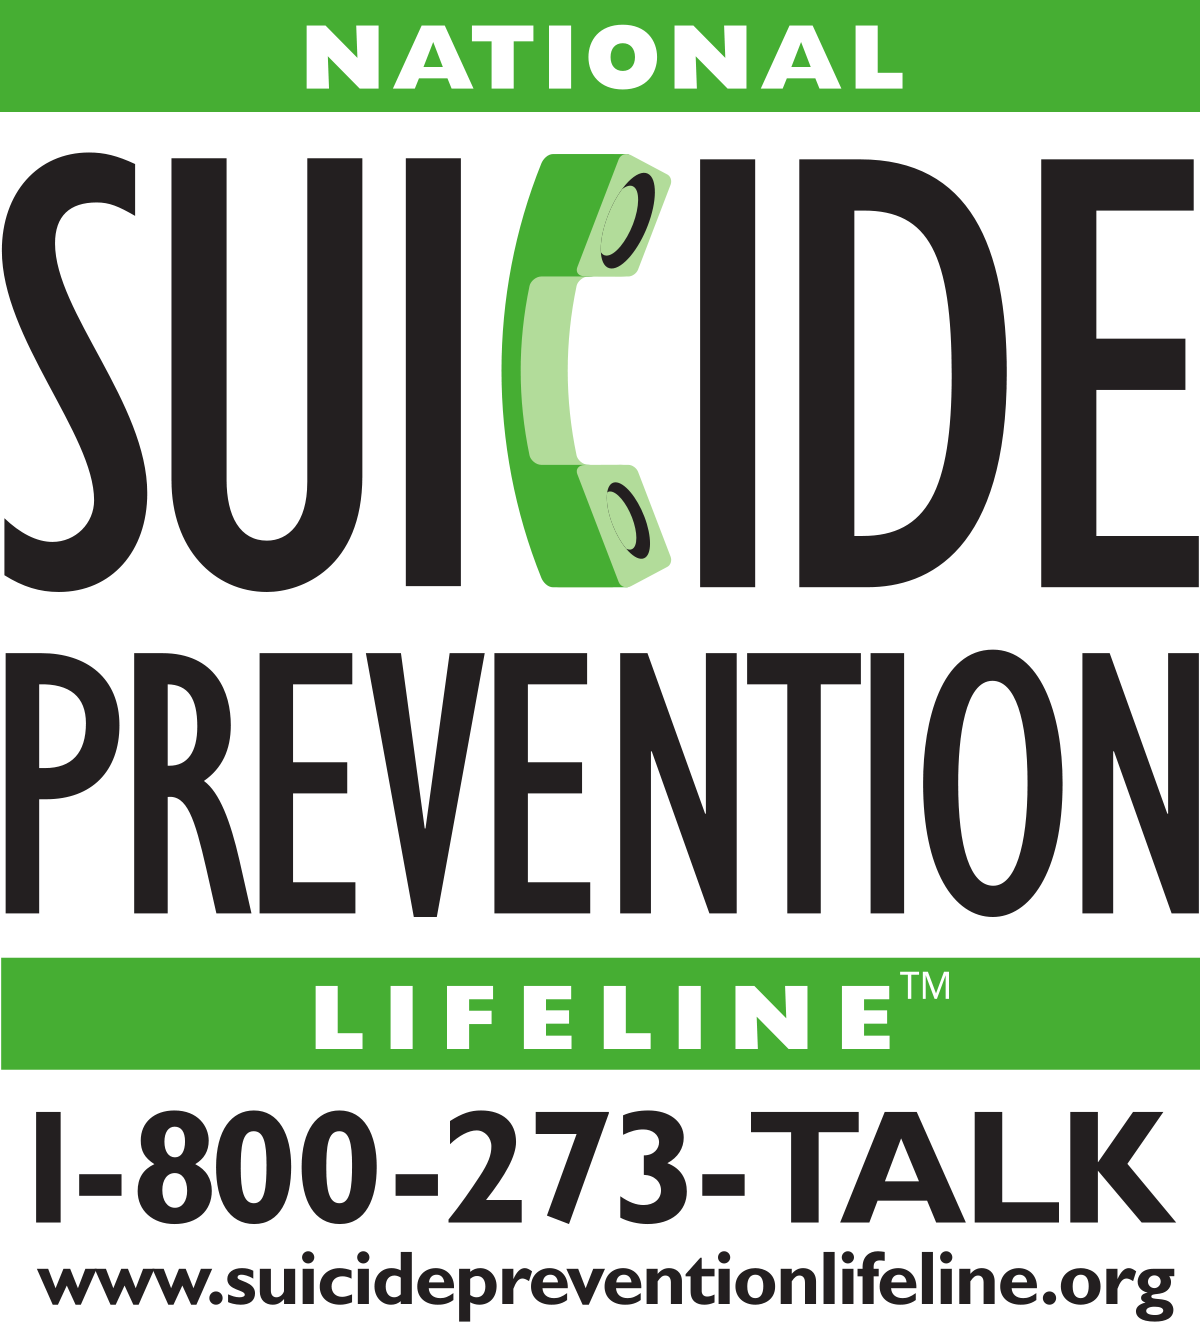 NATIONAL
SUICIDE
PREVENTION
LIFELINE™
1-800-273-TALK
www.suicidepreventionlifeline.org